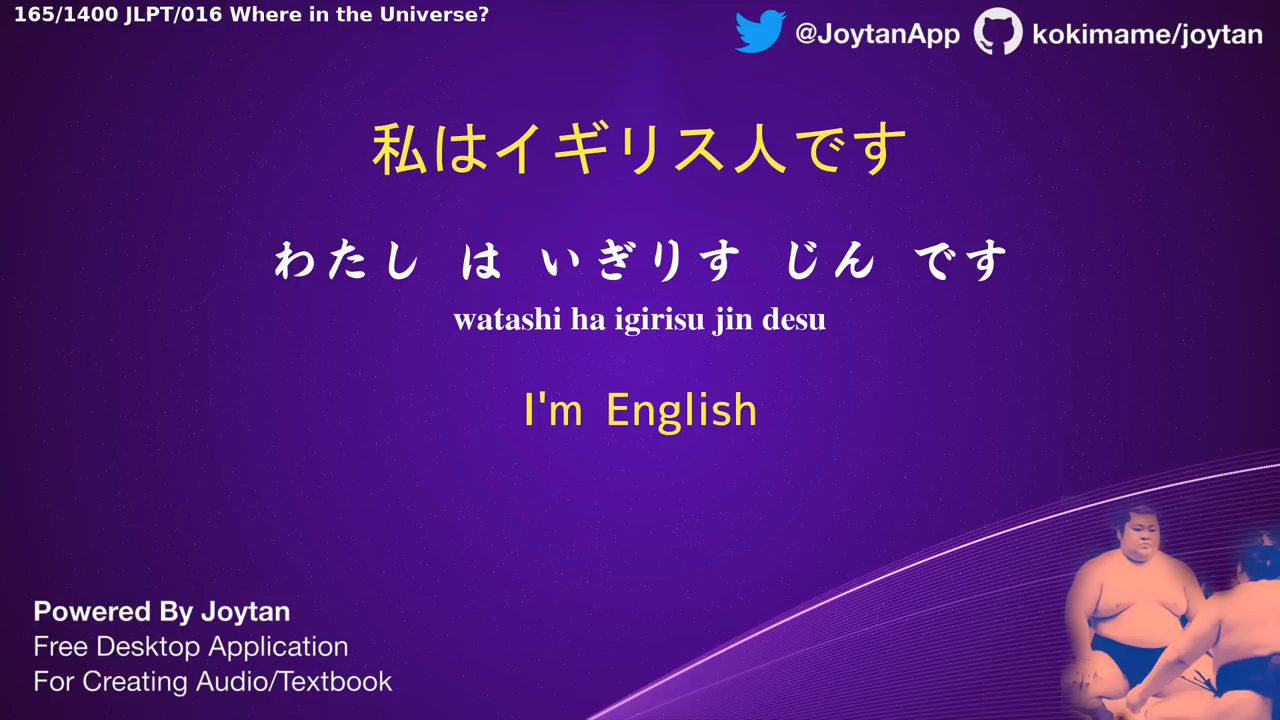 165/1400 JLPT/016 Where in the Universe?
@JoytanApp kokimame/joytan
私はイギリス人です
わたし は いぎりす じん です
watashi ha igirisu jin desu
I'm English
Powered By Joytan
Free Desktop Application
For Creating Audio/Textbook